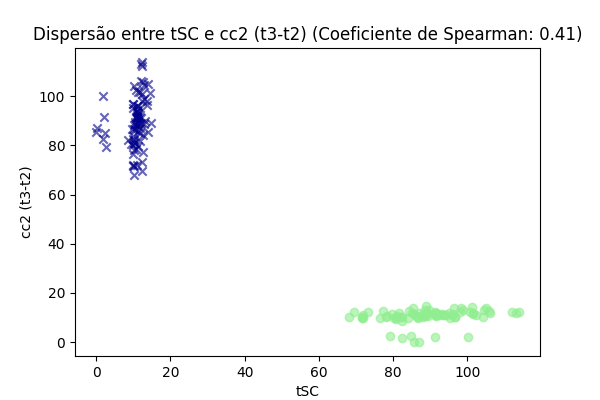 Dispersão entre tSC e cc2 (t3-t2) (Coeficiente de Spearman: 0.41)
100
80
60
40
20
0
cc2 (t3-t2)
0 20 40 60 80 100
tSC